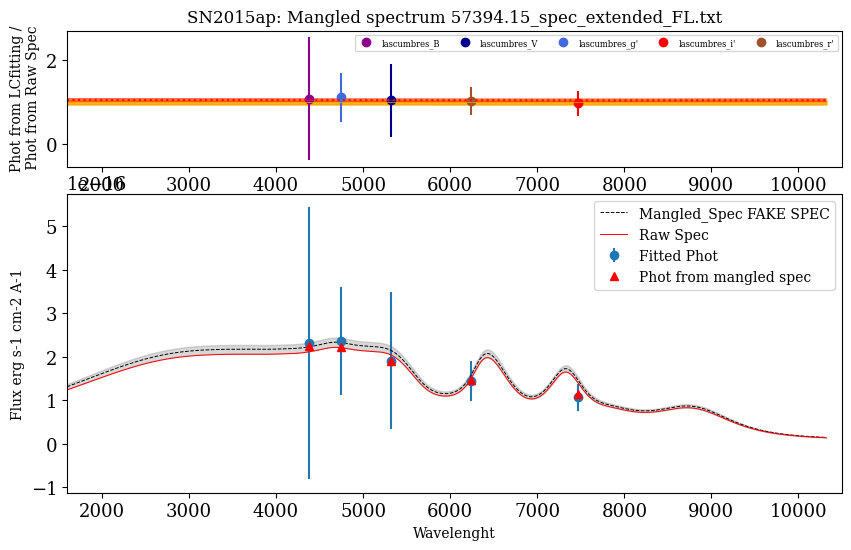 SN2015ap: Mangled spectrum 57394.15_spec_extended_FL.txt
Phot from LCfitting /
Phot from Raw Spec
lascumbres_B lascumbres_V lascumbres_g' lascumbres_i' lascumbres_r'
2
0
2000 3000 4000 5000 6000 7000 8000 9000 10000
1e−16
Flux erg s-1 cm-2 A-1
Mangled_Spec FAKE SPEC
Raw Spec
Fitted Phot
Phot from mangled spec
5
4
3
2
1
0
−1
2000 3000 4000 5000 6000 7000 8000 9000 10000
Wavelenght